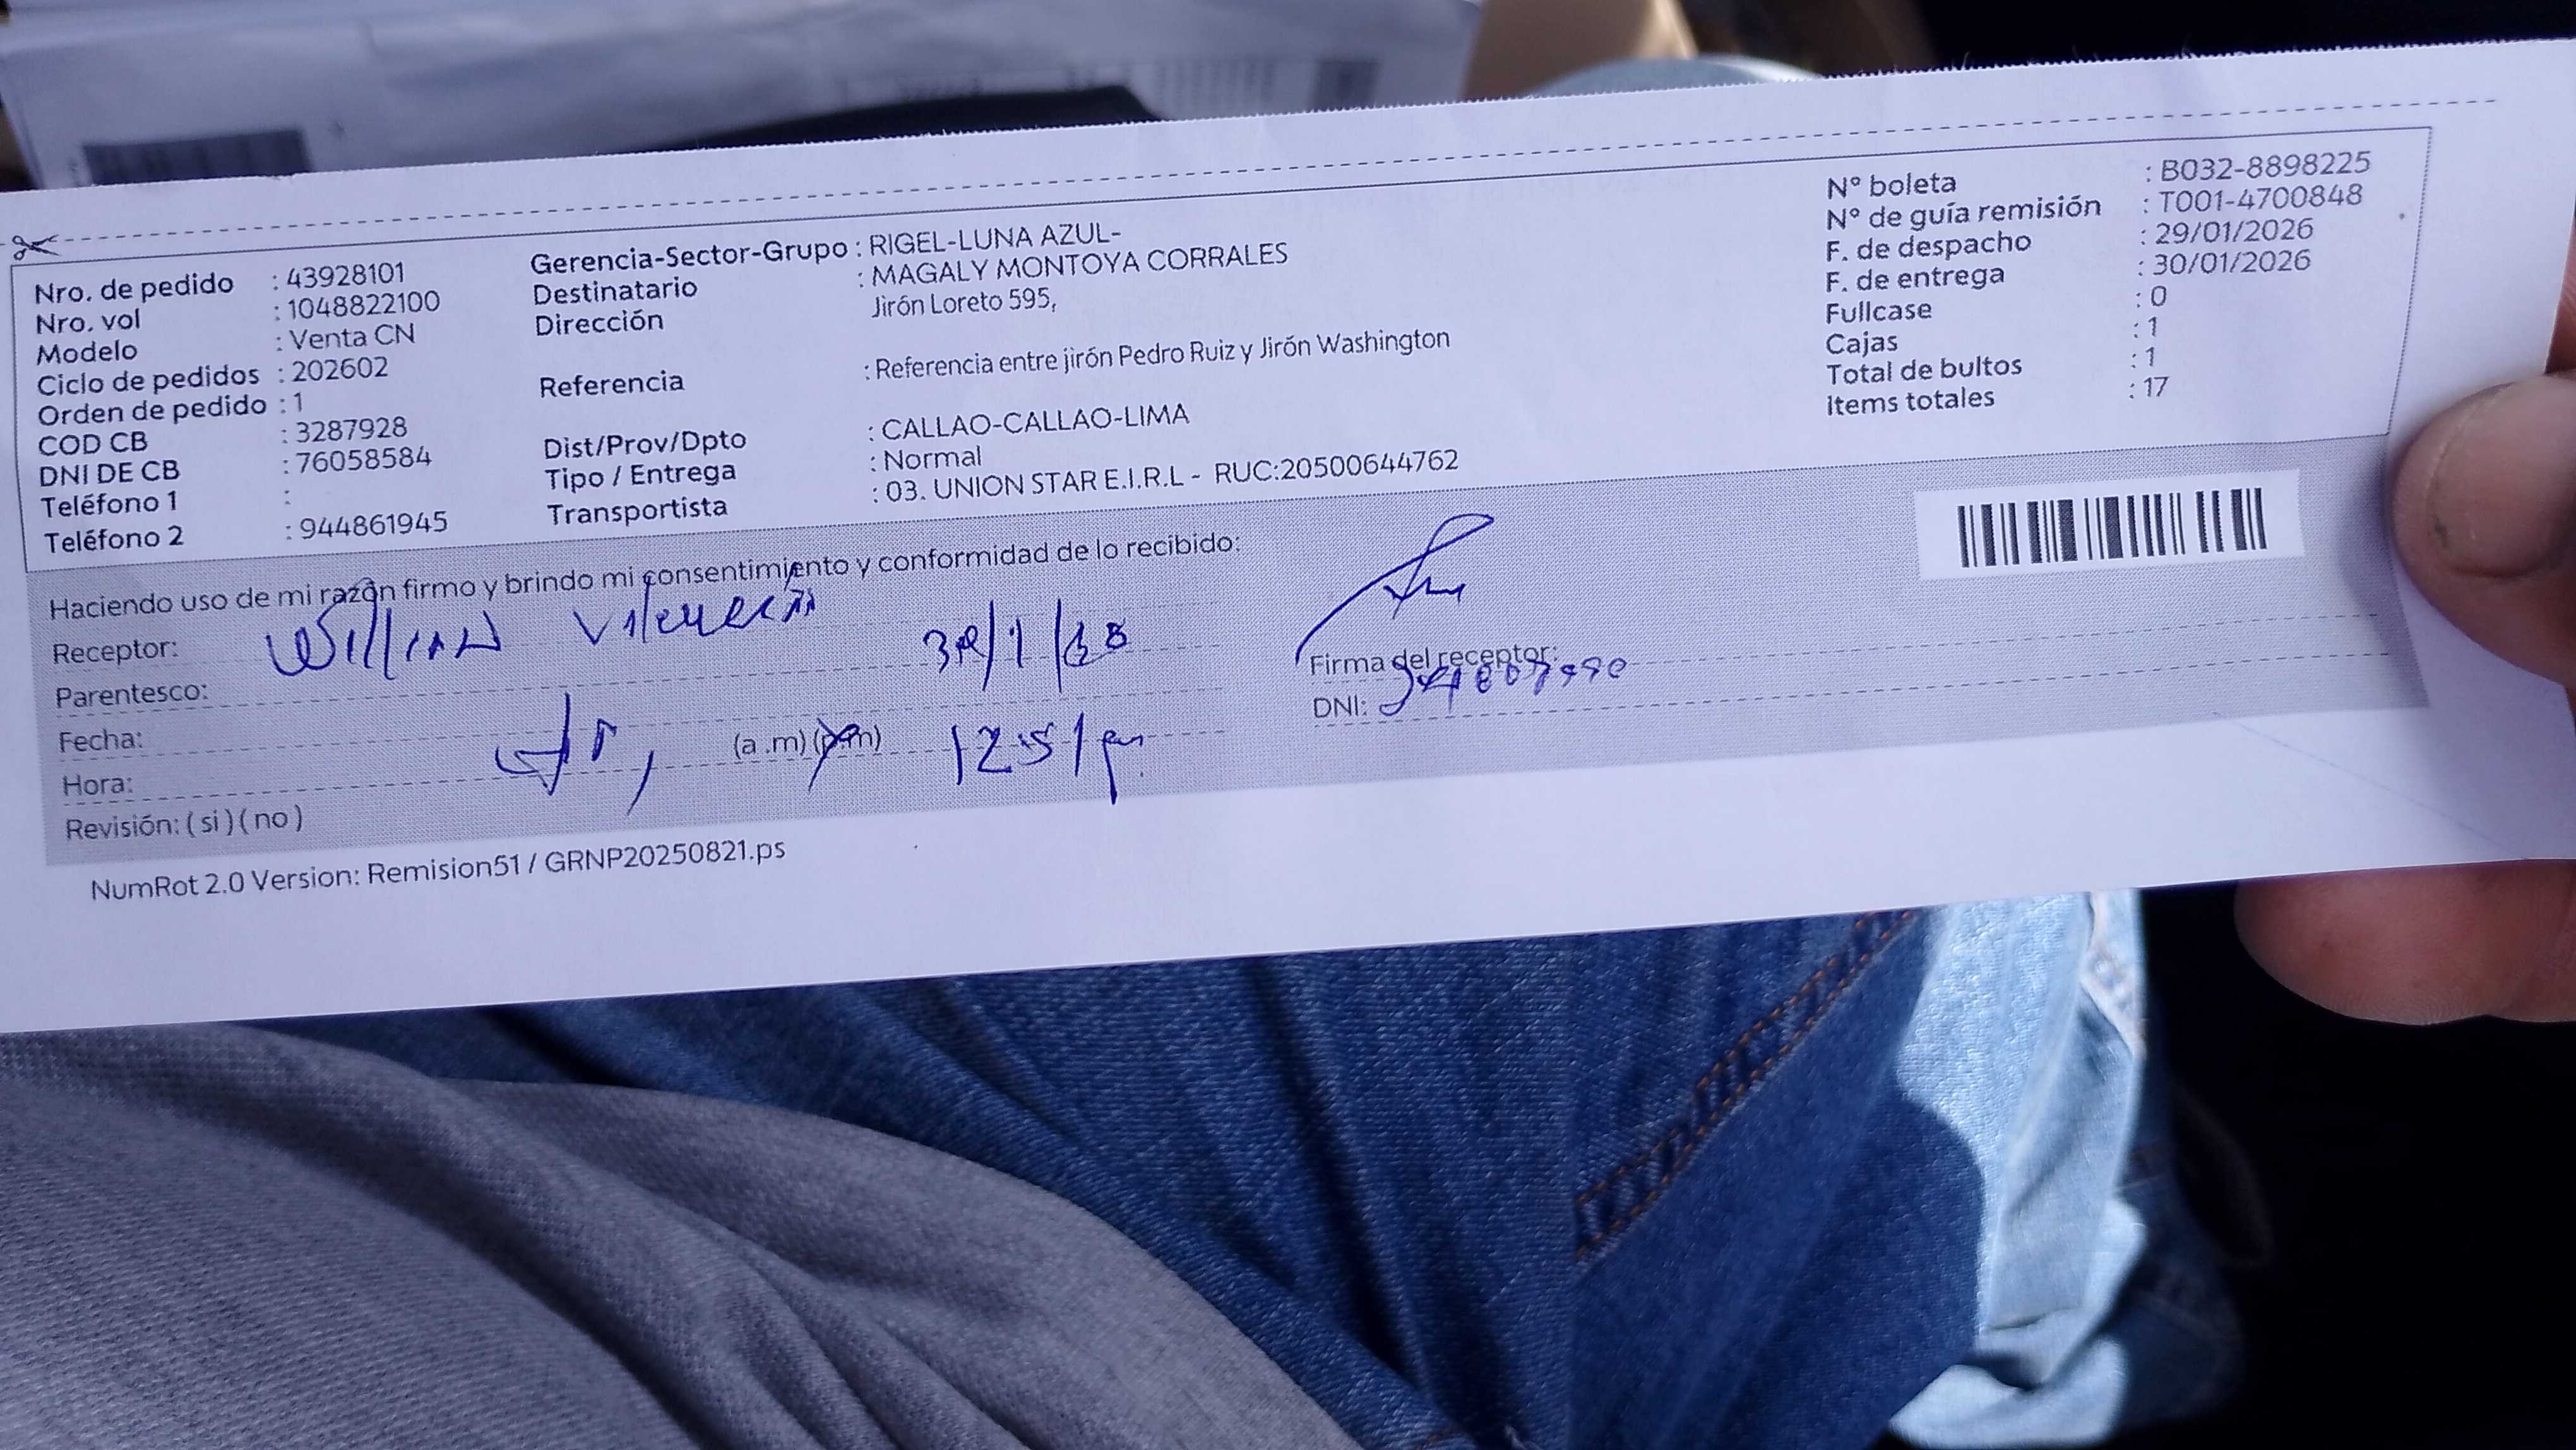 Nro. de pedido : 43928101
Nro. vol : 1048822100
Modelo : Venta CN
Ciclo de pedidos : 202602
Orden de pedido : 1
COD CB : 3287928
DNI DE CB : 76058584
Teléfono 1 :
Teléfono 2 : 944861945
Gerencia-Sector-Grupo : RIGEL-LUNA AZUL-
Destinatario : MAGALY MONTOYA CORRALES
Dirección Jirón Loreto 595,
Referencia : Referencia entre jirón Pedro Ruiz y Jirón Washington
Dist/Prov/Dpto : CALLAO-CALLAO-LIMA
Tipo / Entrega : Normal
Transportista : 03. UNION STAR E.I.R.L - RUC:20500644762
N° boleta : B032-8898225
N° de guía remisión : T001-4700848
F. de despacho : 29/01/2026
F. de entrega : 30/01/2026
Fullcase : 0
Cajas : 1
Total de bultos : 1
Items totales : 17
Haciendo uso de mi razón firmo y brindo mi consentimiento y conformidad de lo recibido:
Receptor: Willian
Parentesco:
Fecha:
Hora: (a .m) (p.m) 1251 pm
Revisión: ( si ) ( no )
Firma del receptor:
DNI:
NumRot 2.0 Version: Remision51 / GRNP20250821.ps